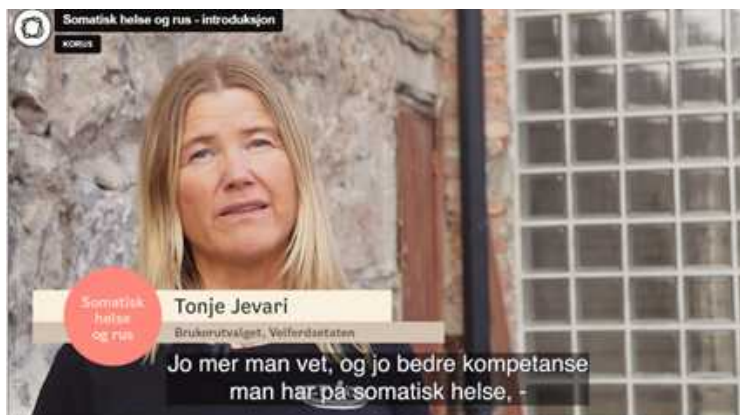 Somatisk helse og rus - introduksjon
KORUS
Somatisk
helse
og rus
Tonje Jevari
Brukerutvalget, Velferdsetaten
Jo mer man vet, og jo bedre kompetanse
man har på somatisk helse, -